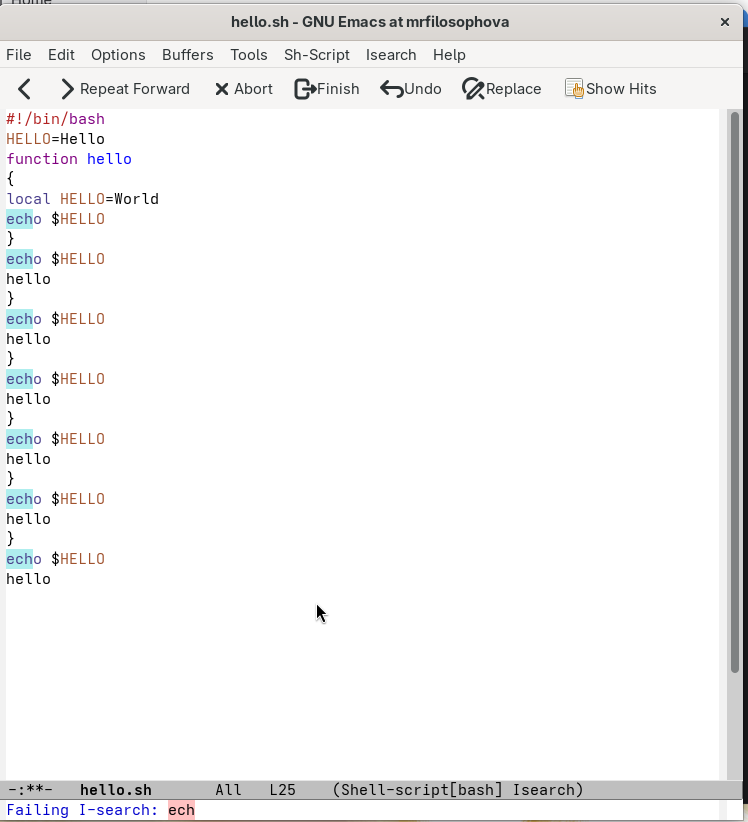 Home
hello.sh - GNU Emacs at mrfilosophova ×
File Edit Options Buffers Tools Sh-Script Isearch Help
Repeat Forward Abort Finish Undo Replace Show Hits
#!/bin/bash
HELLO=Hello
function hello
{
local HELLO=World
echo $HELLO
}
echo $HELLO
hello
}
echo $HELLO
hello
}
echo $HELLO
hello
}
echo $HELLO
hello
}
echo $HELLO
hello
}
echo $HELLO
hello
-:**- hello.sh All L25 (Shell-script[bash] Isearch)
Failing I-search: ech